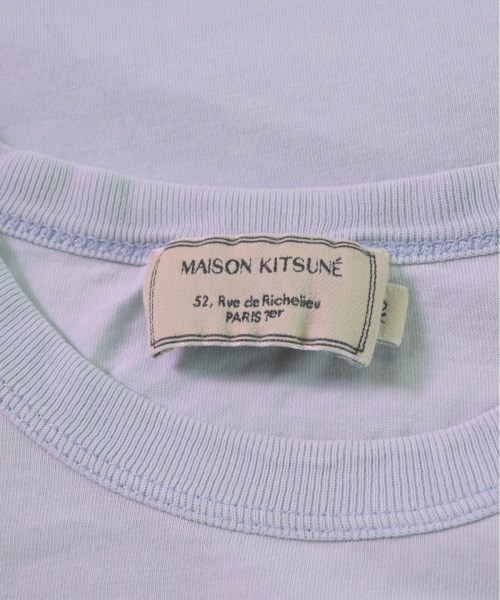 MAISON KITSUNÉ
52, Rue de Richelieu
PARIS 1er